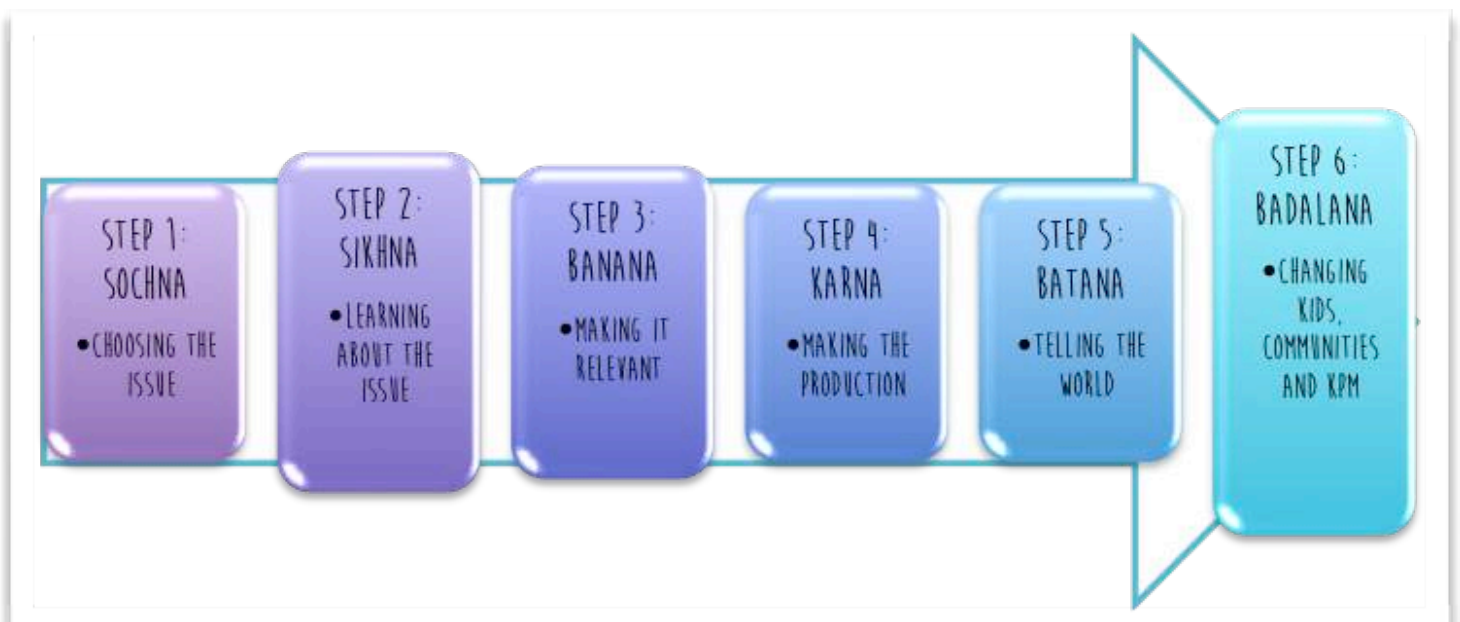 STEP 1:
SOCHNA
•CHOOSING THE
ISSUE
STEP 2:
SIKHNA
•LEARNING
ABOUT THE
ISSUE
STEP 3:
BANANA
•MAKING IT
RELEVANT
STEP 4:
KARNA
•MAKING THE
PRODUCTION
STEP 5:
BATANA
•TELLING THE
WORLD
STEP 6:
BADALANA
•CHANGING
KIDS,
COMMUNITIES
AND KPM